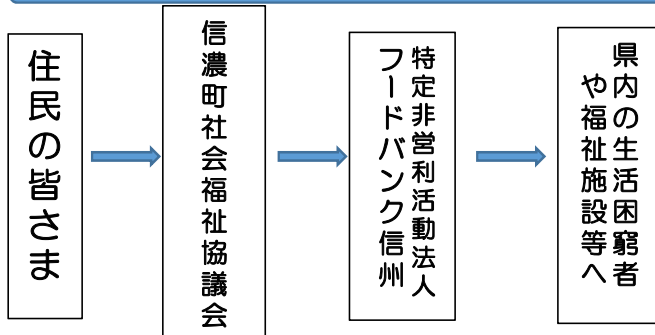 住民の皆さま
信濃町社会福祉協議会
特定非営利活動法人
フードバンク信州
県内の生活困窮者
や福祉施設等へ